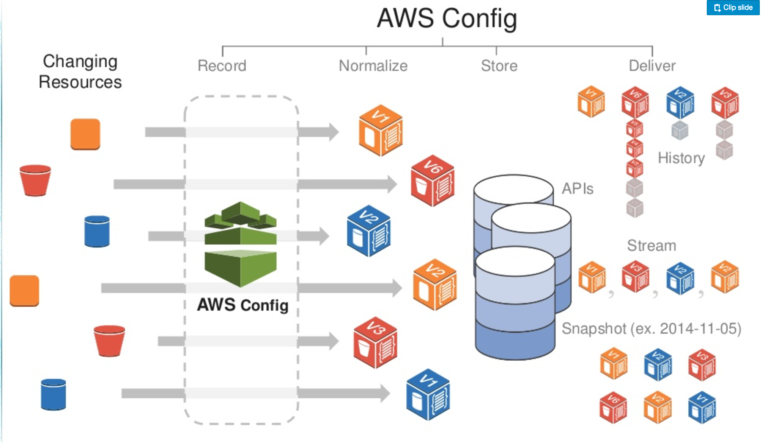 Clip slide
AWS Config
Changing
Resources
Record
Normalize
Store
Deliver
V1
V6
V2
V2
V3
V1
AWS Config
APIs
V1
V6
V2
V3
History
Stream
V1
V3
V2
V2
, , ,
Snapshot (ex. 2014-11-05)
V1
V2
V3
V6
V2
V1